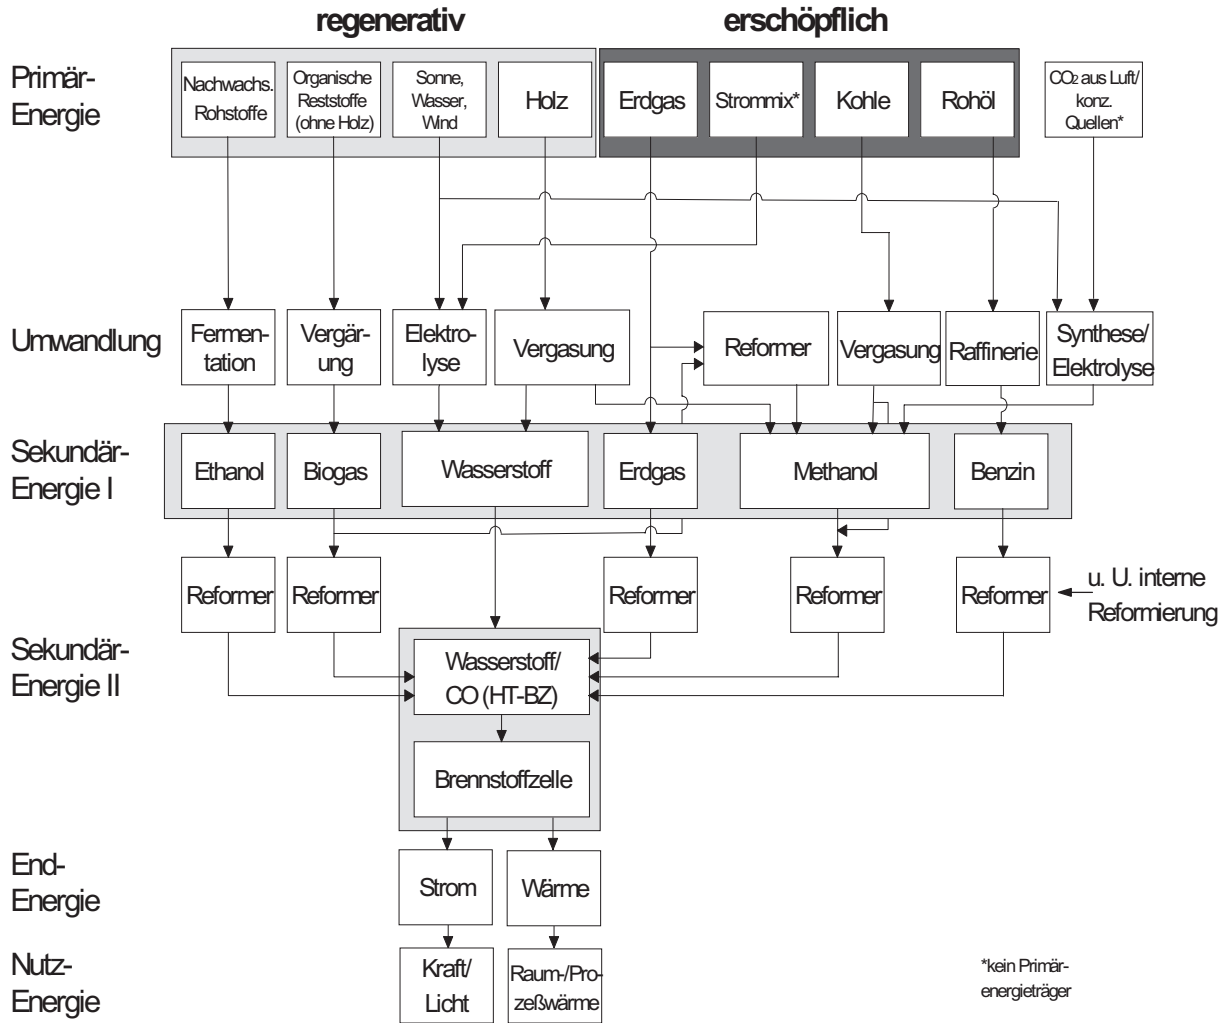 regenerativ
erschöpflich
Primär-
Energie
Nachwachs.
Rohstoffe
Organische
Reststoffe
(ohne Holz)
Sonne,
Wasser,
Wind
Holz
Erdgas
Strommix*
Kohle
Rohöl
CO2 aus Luft/
konz.
Quellen*
Umwandlung
Fermen-
tation
Vergär-
ung
Elektro-
lyse
Vergasung
Reformer
Vergasung
Raffinerie
Synthese/
Elektrolyse
Sekundär-
Energie I
Ethanol
Biogas
Wasserstoff
Erdgas
Methanol
Benzin
Reformer
Reformer
Reformer
Reformer
Reformer
u. U. interne
Reformierung
Sekundär-
Energie II
Wasserstoff/
CO (HT-BZ)
Brennstoffzelle
End-
Energie
Strom
Wärme
Nutz-
Energie
Kraft/
Licht
Raum-/Pro-
zeßwärme
*kein Primär-
energieträger